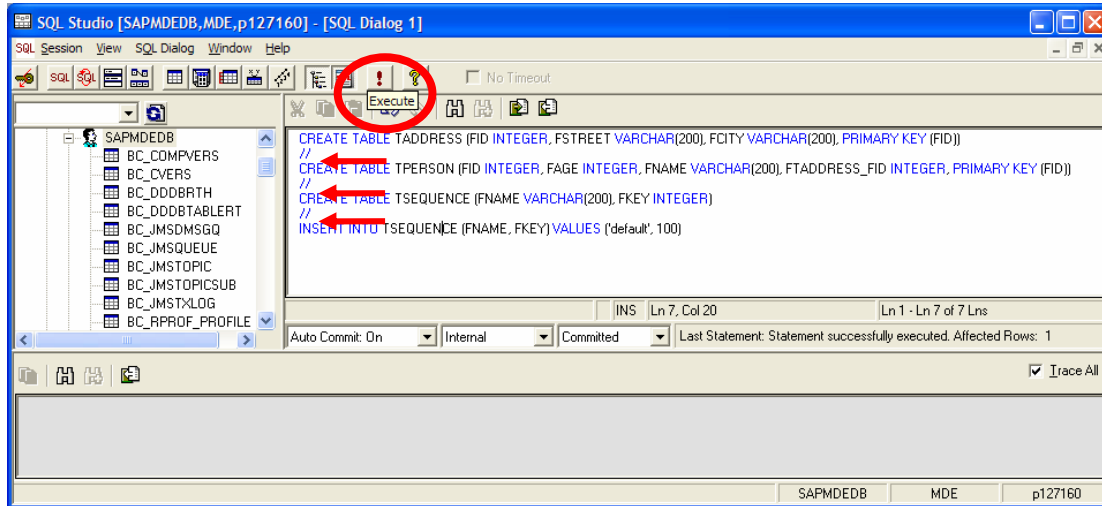 SQL Studio [SAPMDEDB,MDE,p127160] - [SQL Dialog 1]
SQL Session View SQL Dialog Window Help
SQL SQL ! ? No Timeout
Execute
SAPMDEDB
BC_COMPVERS
BC_CVERS
BC_DDDBRTH
BC_DDDBTABLERT
BC_JMSDMSGQ
BC_JMSQUEUE
BC_JMSTOPIC
BC_JMSTOPICSUB
BC_JMSTXLOG
BC_RPROF_PROFILE
CREATE TABLE TADDRESS (FID INTEGER, FSTREET VARCHAR(200), FCITY VARCHAR(200), PRIMARY KEY (FID))
//
CREATE TABLE TPERSON (FID INTEGER, FAGE INTEGER, FNAME VARCHAR(200), FTADDRESS_FID INTEGER, PRIMARY KEY (FID))
//
CREATE TABLE TSEQUENCE (FNAME VARCHAR(200), FKEY INTEGER)
//
INSERT INTO TSEQUENCE (FNAME, FKEY) VALUES ('default', 100)
INS Ln 7, Col 20 Ln 1 - Ln 7 of 7 Lns
Auto Commit: On Internal Committed Last Statement: Statement successfully executed. Affected Rows: 1
Trace All
SAPMDEDB MDE p127160